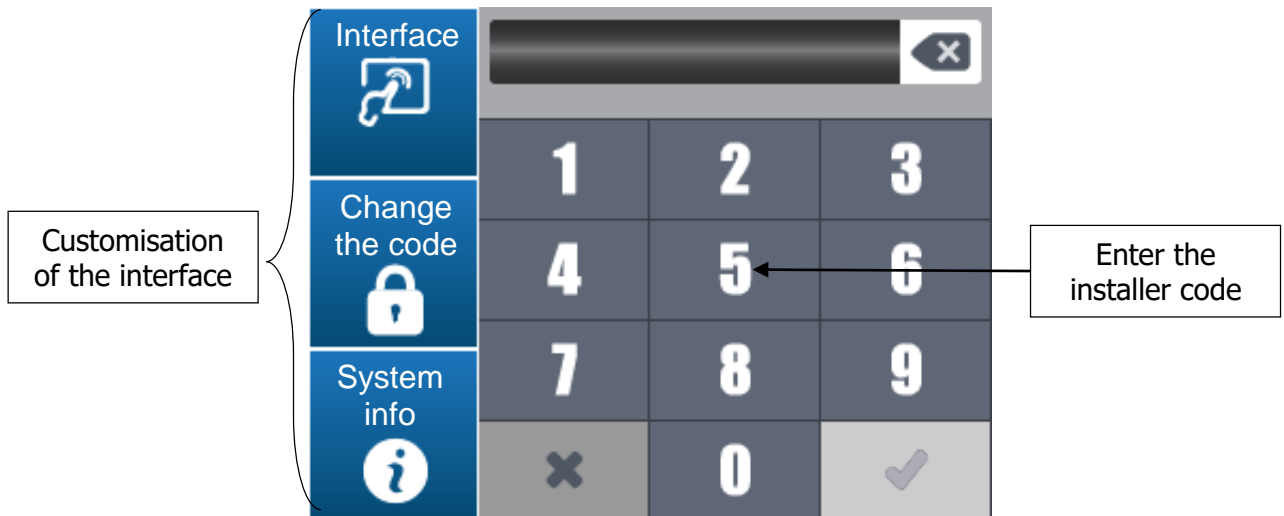 Customisation
of the interface
Interface
Change
the code
System
info
1 2 3
4 5 6
7 8 9
0
Enter the
installer code